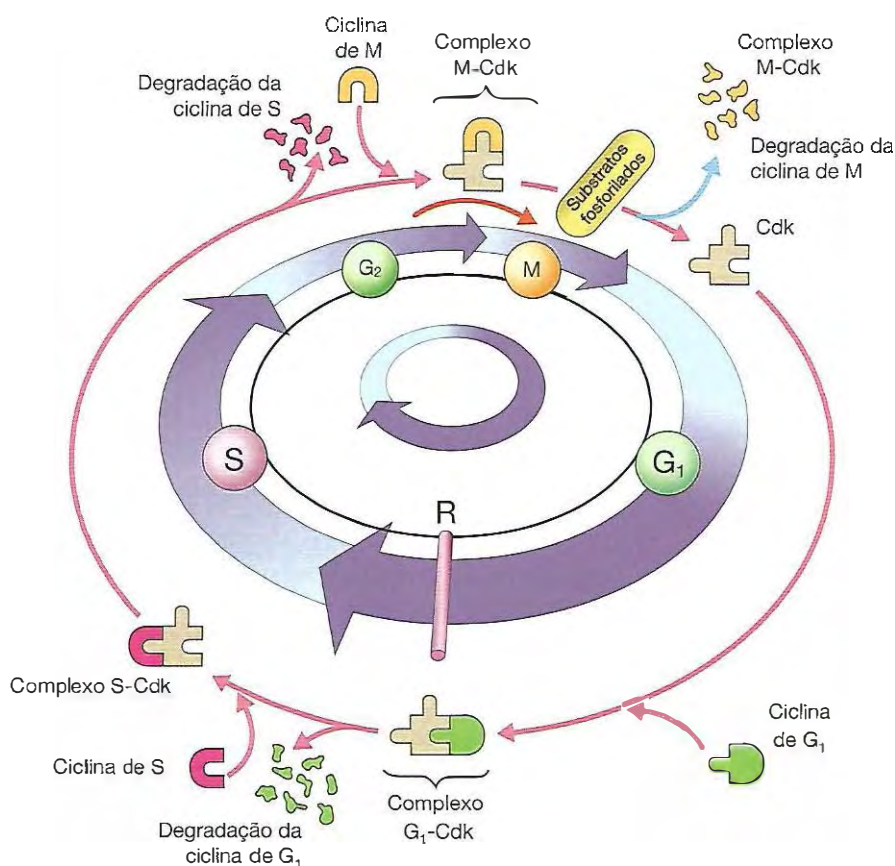 Ciclina
de M
Complexo
M-Cdk
Complexo
M-Cdk
Degradação da
ciclina de S
Degradação da
ciclina de M
Substratos
fosforilados
Cdk
G₂
M
S
G₁
R
Complexo S-Cdk
Ciclina de S
Degradação da
ciclina de G₁
Complexo
G₁-Cdk
Ciclina
de G₁